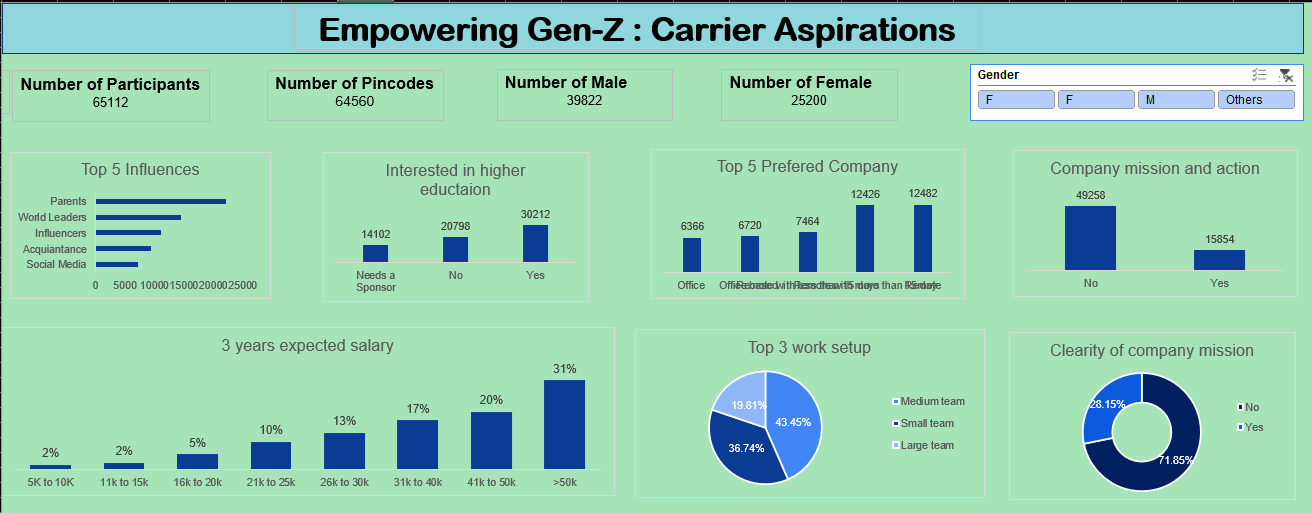 Empowering Gen-Z : Carrier Aspirations
Number of Participants
65112
Number of Pincodes
64560
Number of Male
39822
Number of Female
25200
Gender
F
F
M
Others
Top 5 Influences
Parents
World Leaders
Influencers
Acquiantance
Social Media
0 5000 10000 15000 20000 25000
Interested in higher
eductaion
14102
20798
30212
Needs a
Sponsor
No
Yes
Top 5 Prefered Company
6366
6720
7464
12426
12482
Office
Company mission and action
49258
15854
No
Yes
3 years expected salary
2%
2%
5%
10%
13%
17%
20%
31%
5K to 10K
11k to 15k
16k to 20k
21k to 25k
26k to 30k
31k to 40k
41k to 50k
>50k
Top 3 work setup
19.81%
43.45%
36.74%
Medium team
Small team
Large team
Clearity of company mission
28.15%
71.85%
No
Yes